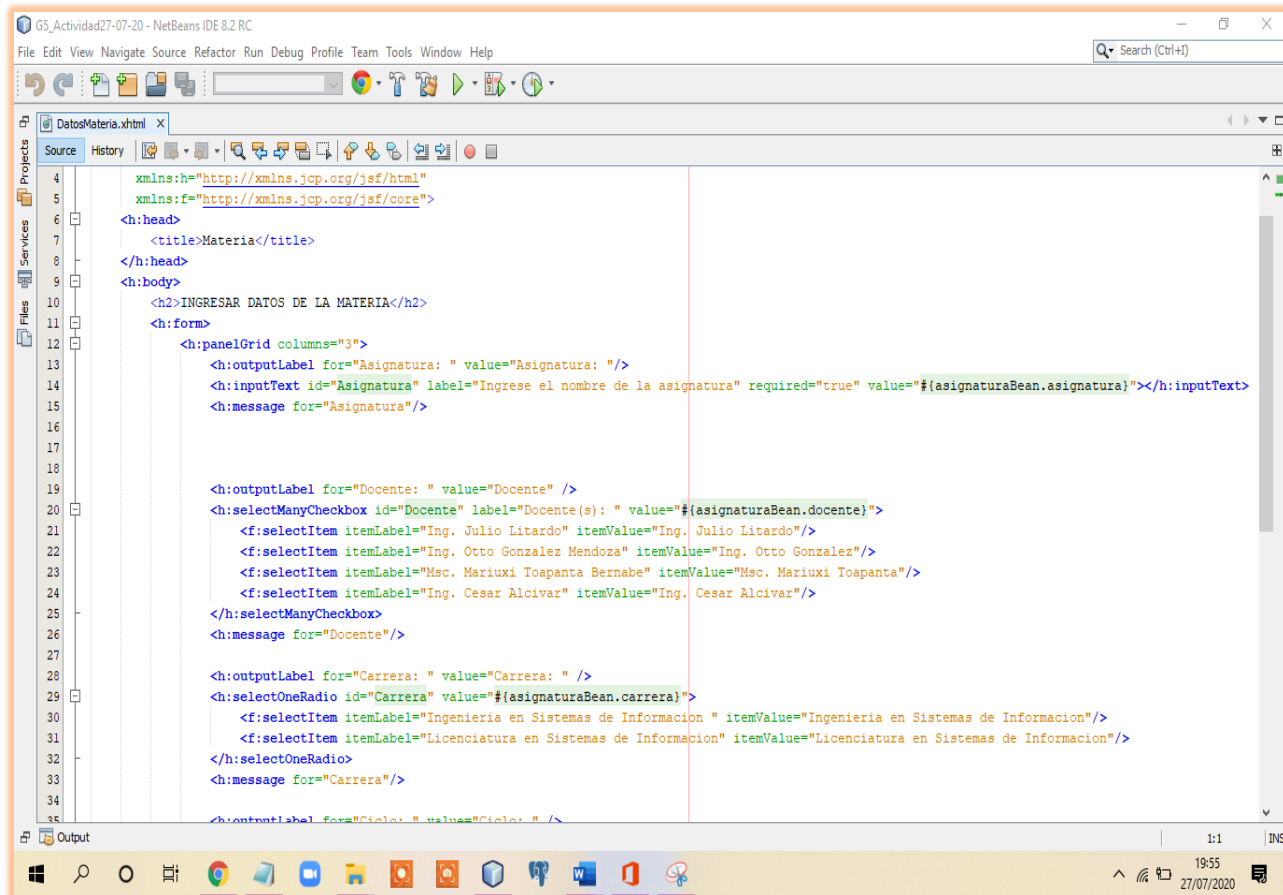 G5_Actividad27-07-20 - NetBeans IDE 8.2 RC
File Edit View Navigate Source Refactor Run Debug Profile Team Tools Window Help
Search (Ctrl+I)
DatosMateria.xhtml
Source History
Projects
Services
Files
4 xmlns:h="http://xmlns.jcp.org/jsf/html"
5 xmlns:f="http://xmlns.jcp.org/jsf/core">
6 <h:head>
7 <title>Materia</title>
8 </h:head>
9 <h:body>
10 <h2>INGRESAR DATOS DE LA MATERIA</h2>
11 <h:form>
12 <h:panelGrid columns="3">
13 <h:outputLabel for="Asignatura: " value="Asignatura: "/>
14 <h:inputText id="Asignatura" label="Ingrese el nombre de la asignatura" required="true" value="#{asignaturaBean.asignatura}"></h:inputText>
15 <h:message for="Asignatura"/>
16
17
18
19 <h:outputLabel for="Docente: " value="Docente" />
20 <h:selectManyCheckbox id="Docente" label="Docente(s): " value="#{asignaturaBean.docente}">
21 <f:selectItem itemLabel="Ing. Julio Litardo" itemValue="Ing. Julio Litardo"/>
22 <f:selectItem itemLabel="Ing. Otto Gonzalez Mendoza" itemValue="Ing. Otto Gonzalez"/>
23 <f:selectItem itemLabel="Msc. Mariuxi Toapanta Bernabe" itemValue="Msc. Mariuxi Toapanta"/>
24 <f:selectItem itemLabel="Ing. Cesar Alcivar" itemValue="Ing. Cesar Alcivar"/>
25 </h:selectManyCheckbox>
26 <h:message for="Docente"/>
27
28 <h:outputLabel for="Carrera: " value="Carrera: " />
29 <h:selectOneRadio id="Carrera" value="#{asignaturaBean.carrera}">
30 <f:selectItem itemLabel="Ingenieria en Sistemas de Informacion " itemValue="Ingenieria en Sistemas de Informacion"/>
31 <f:selectItem itemLabel="Licenciatura en Sistemas de Informacion" itemValue="Licenciatura en Sistemas de Informacion"/>
32 </h:selectOneRadio>
33 <h:message for="Carrera"/>
34
35 <h:outputLabel for="Ciclo: " value="Ciclo: " />
Output
1:1 INS
19:55
27/07/2020